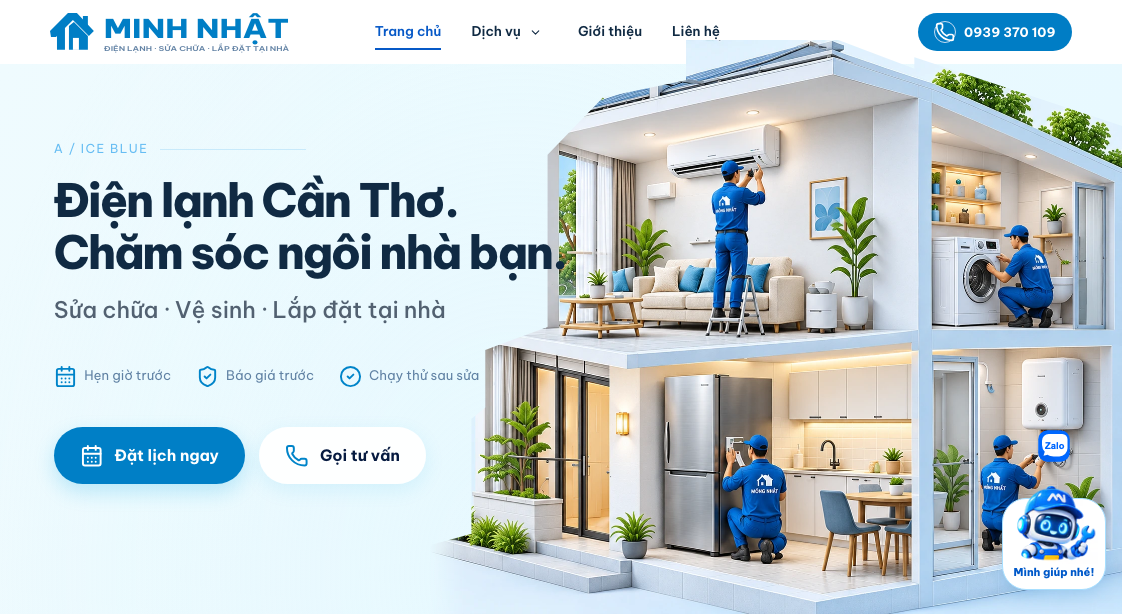 MINH NHẬT
ĐIỆN LẠNH · SỬA CHỮA · LẮP ĐẶT TẠI NHÀ
Trang chủ
Dịch vụ
Giới thiệu
Liên hệ
0939 370 109
A / ICE BLUE
Điện lạnh Cần Thơ.
Chăm sóc ngôi nhà bạn.
Sửa chữa · Vệ sinh · Lắp đặt tại nhà
Hẹn giờ trước
Báo giá trước
Chạy thử sau sửa
Đặt lịch ngay
Gọi tư vấn
Zalo
Mình giúp nhé!